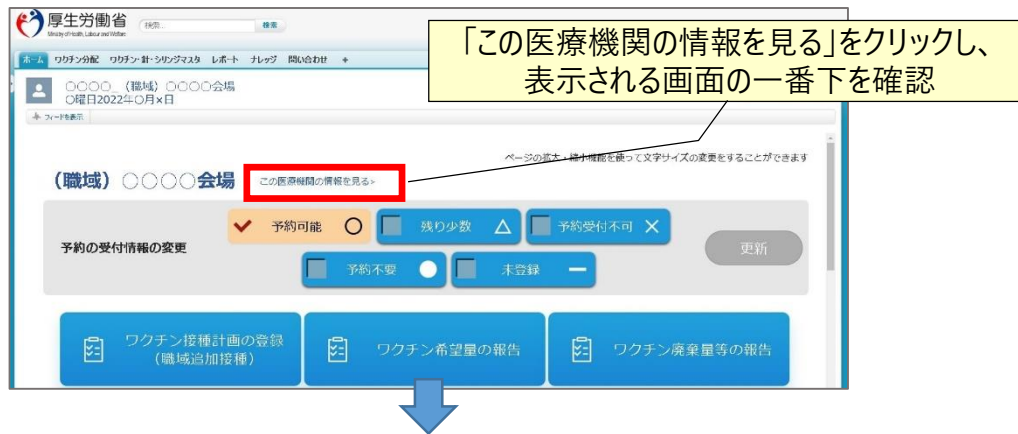 厚生労働省
Ministry of Health, Labour and Welfare
検索...
検索
「この医療機関の情報を見る」をクリックし、
表示される画面の一番下を確認
ホーム ワクチン分配 ワクチン・針・シリンジマスタ レポート ナレッジ 問い合わせ +
○○○○_(職域)○○○○会場
○曜日2022年○月×日
フィードを表示
ページの拡大・縮小機能を使って文字サイズの変更をすることができます
(職域)○○○○会場
この医療機関の情報を見る>
予約の受付情報の変更
予約可能
残り少数
予約受付不可
更新
予約不要
未登録
ワクチン接種計画の登録
(職域追加接種)
ワクチン希望量の報告
ワクチン廃棄量等の報告